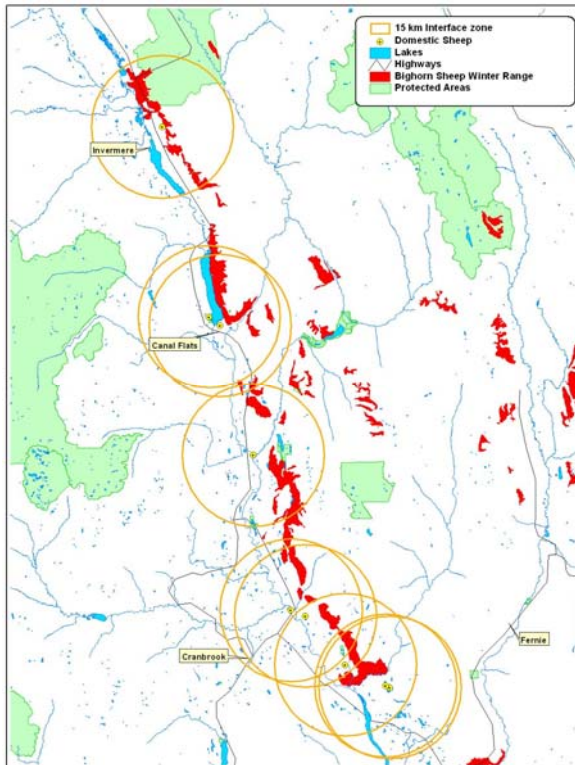 15 km Interface zone
Domestic Sheep
Lakes
Highways
Bighorn Sheep Winter Range
Protected Areas
Invermere
Canal Flats
Cranbrook
Fernie